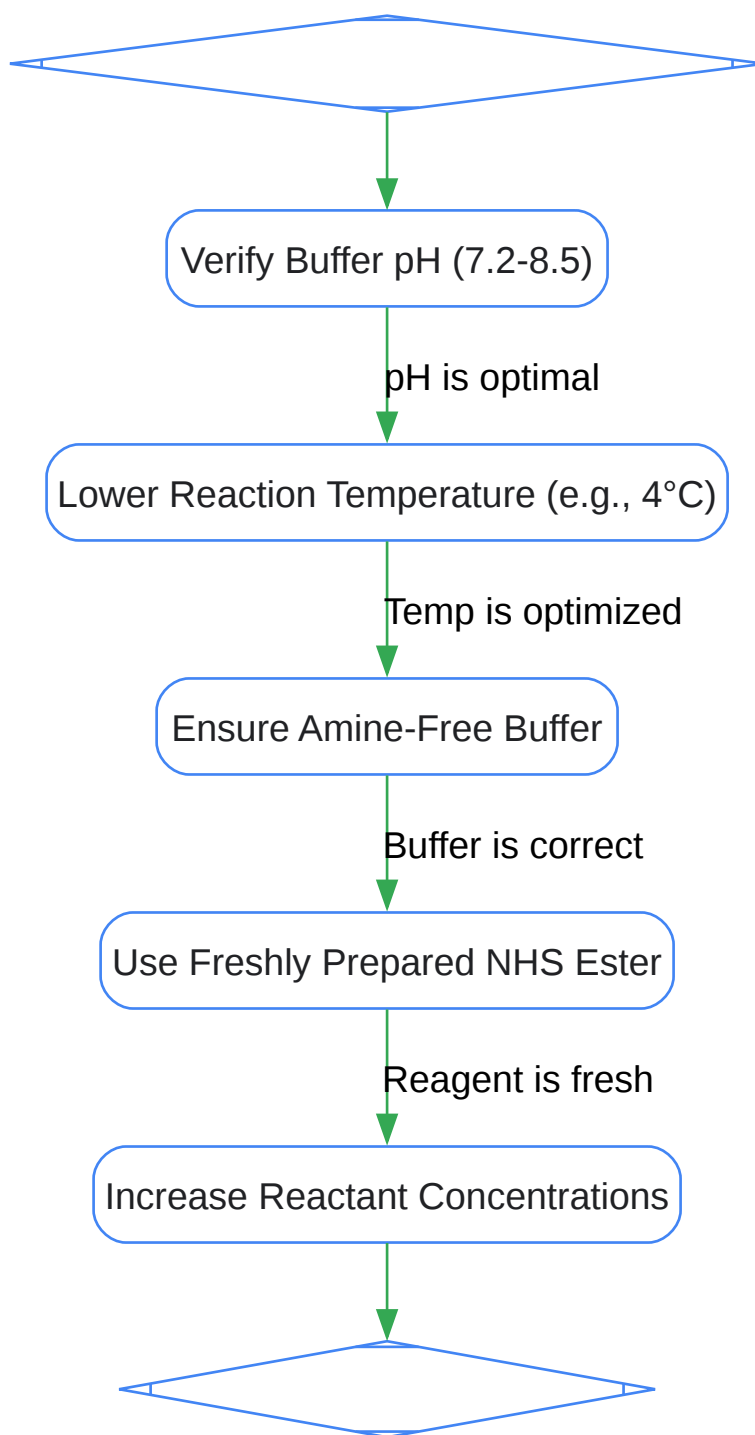 Verify Buffer pH (7.2-8.5)
pH is optimal
Lower Reaction Temperature (e.g., 4°C)
Temp is optimized
Ensure Amine-Free Buffer
Buffer is correct
Use Freshly Prepared NHS Ester
Reagent is fresh
Increase Reactant Concentrations